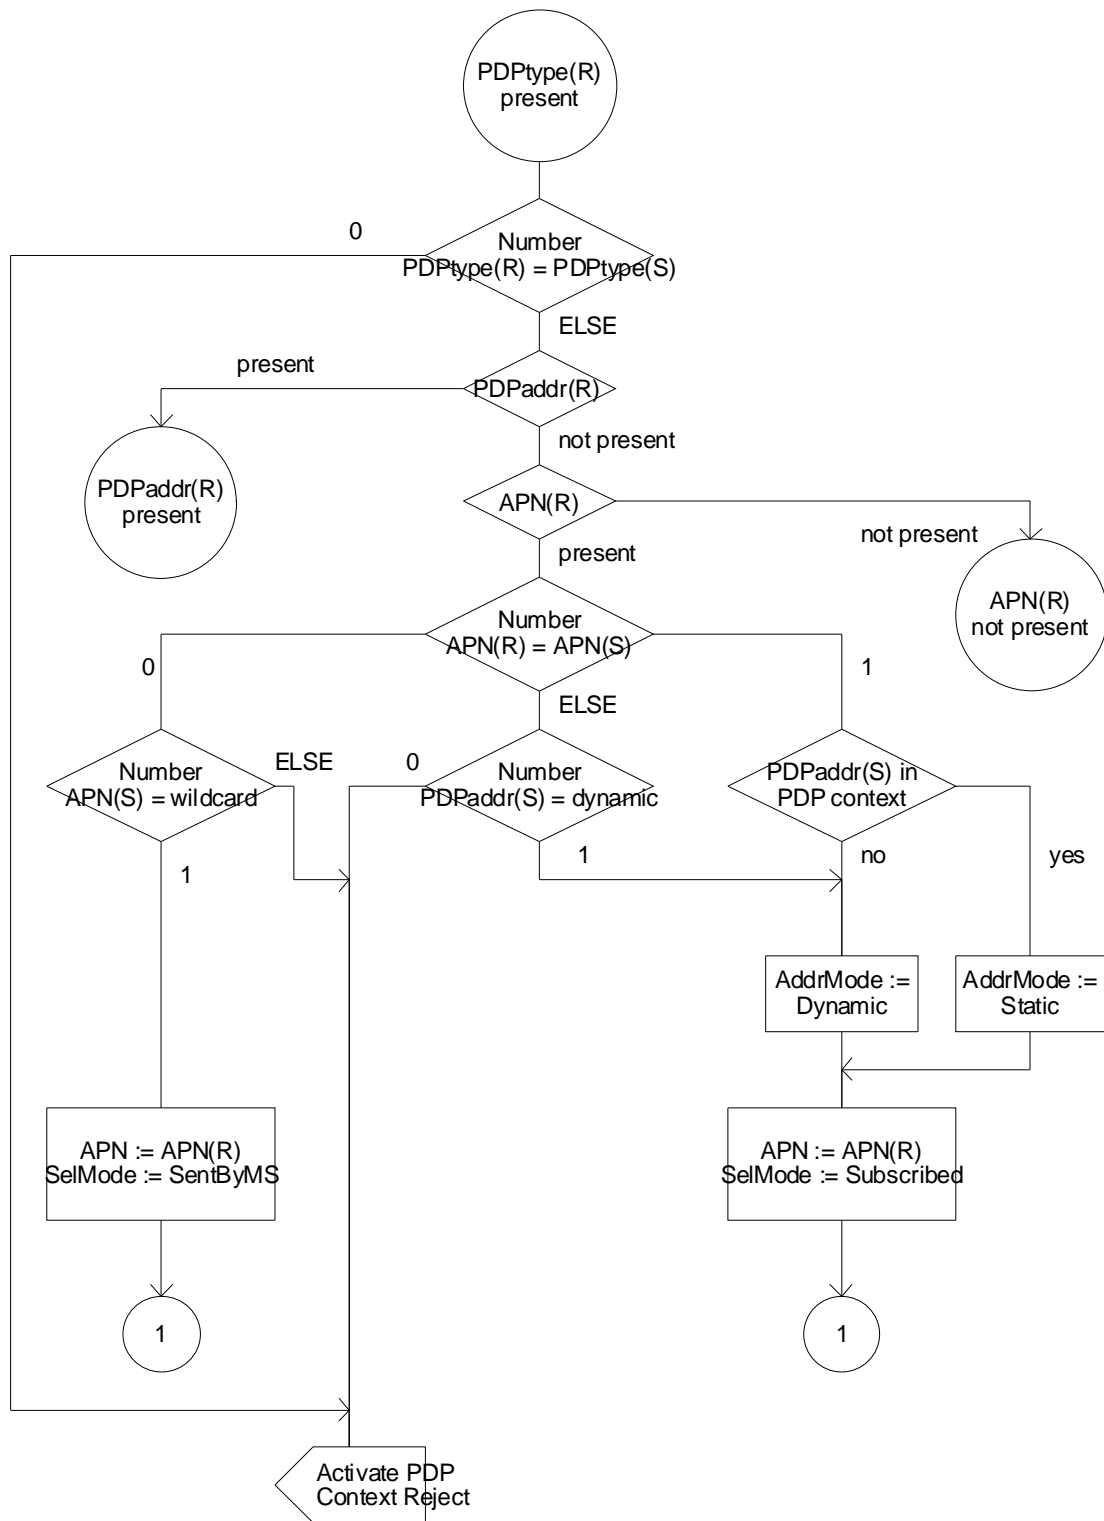 PDPtype(R)
present
0
Number
PDPtype(R) = PDPtype(S)
ELSE
present
PDPaddr(R)
not present
PDPaddr(R)
present
APN(R)
not present
present
APN(R)
not present
Number
APN(R) = APN(S)
0
1
ELSE
Number
APN(S) = wildcard
ELSE
0
Number
PDPaddr(S) = dynamic
PDPaddr(S) in
PDP context
1
1
no
yes
AddrMode :=
Dynamic
AddrMode :=
Static
APN := APN(R)
SelMode := SentByMS
APN := APN(R)
SelMode := Subscribed
1
1
Activate PDP
Context Reject